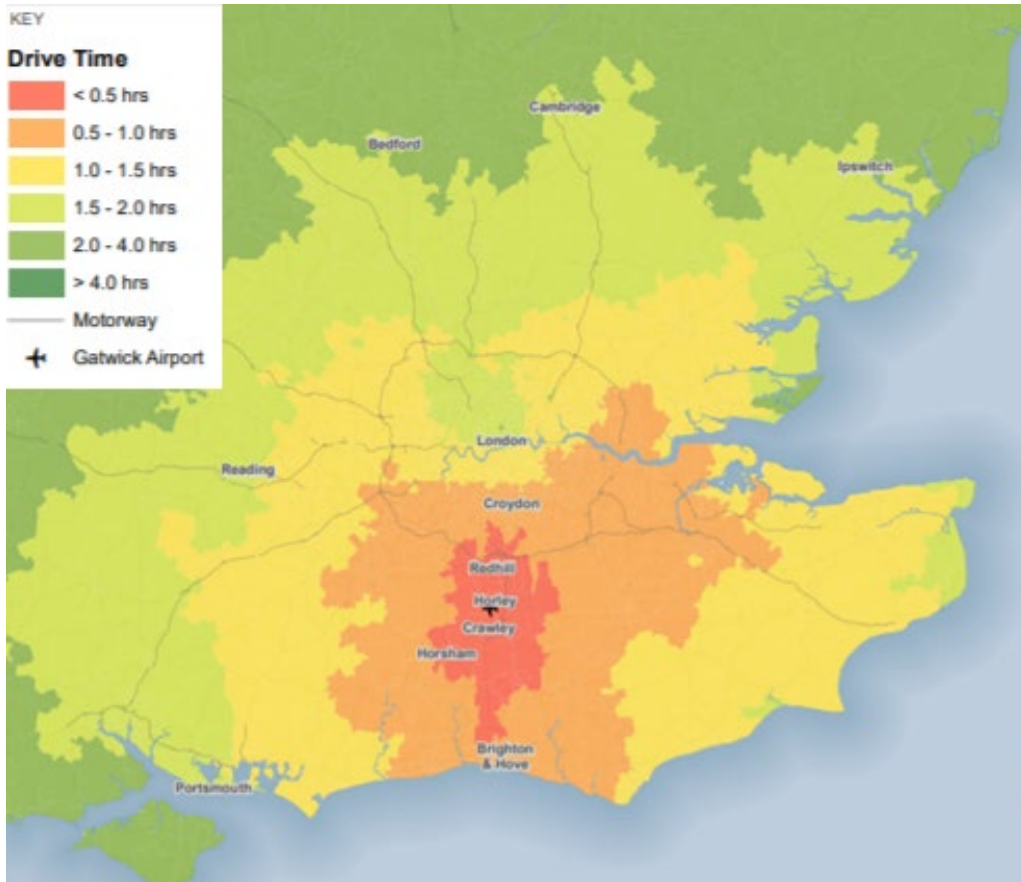 KEY
Drive Time
< 0.5 hrs
0.5 - 1.0 hrs
1.0 - 1.5 hrs
1.5 - 2.0 hrs
2.0 - 4.0 hrs
> 4.0 hrs
Motorway
Gatwick Airport
Cambridge
Bedford
Ipswitch
London
Reading
Croydon
Redhill
Horley
Crawley
Horsham
Brighton
& Hove
Portsmouth